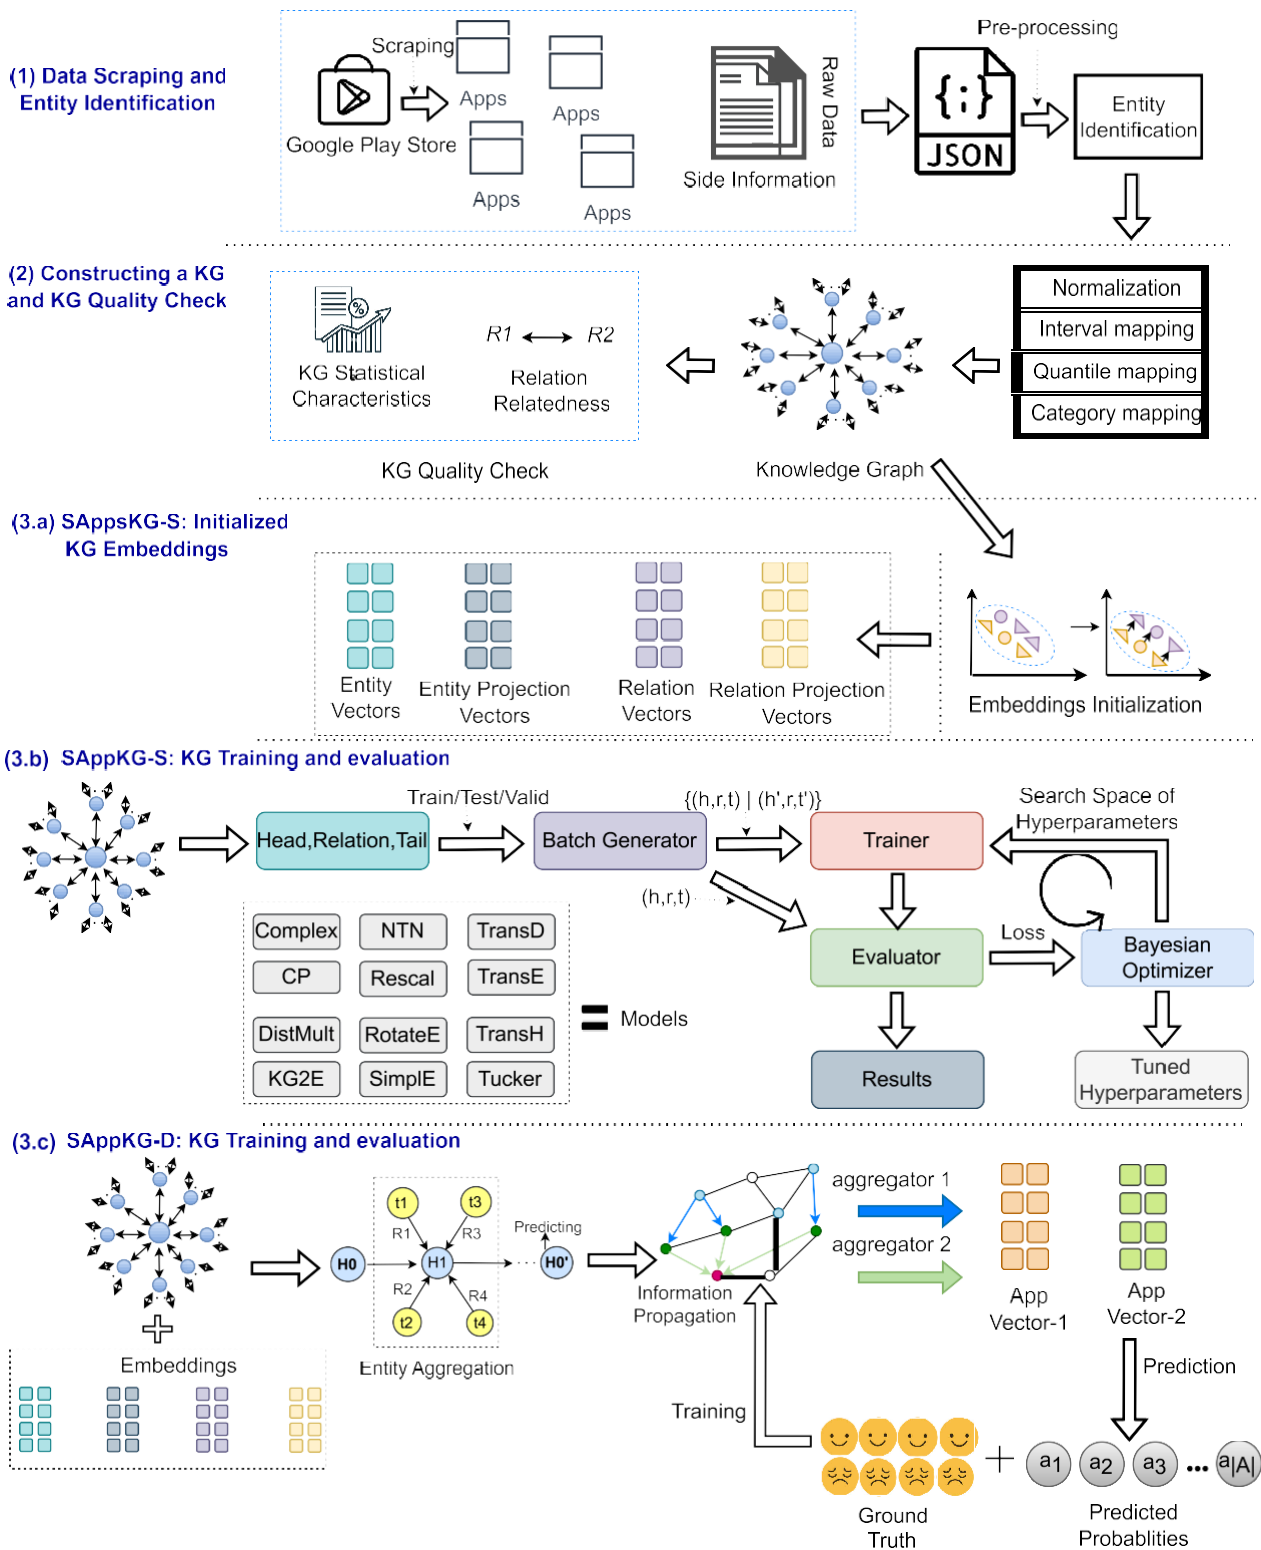 (1) Data Scraping and
Entity Identification
Scraping
Google Play Store
Apps
Apps
Apps
Apps
Side Information
Raw Data
{;}
JSON
Pre-processing
Entity
Identification
(2) Constructing a KG
and KG Quality Check
%
KG Statistical
Characteristics
R1
R2
Relation
Relatedness
KG Quality Check
Knowledge Graph
Normalization
Interval mapping
Quantile mapping
Category mapping
(3.a) SAppsKG-S: Initialized
KG Embeddings
Entity
Vectors
Entity Projection
Vectors
Relation
Vectors
Relation Projection
Vectors
Embeddings Initialization
(3.b) SAppKG-S: KG Training and evaluation
Head,Relation,Tail
Train/Test/Valid
Batch Generator
{(h,r,t) | (h',r,t')}
(h,r,t)
Trainer
Search Space of
Hyperparameters
Evaluator
Loss
Bayesian
Optimizer
Results
Tuned
Hyperparameters
Complex
NTN
TransD
CP
Rescal
TransE
DistMult
RotateE
TransH
KG2E
SimplE
Tucker
= Models
(3.c) SAppKG-D: KG Training and evaluation
Embeddings
H0
t1
t3
R1
R3
H1
R2
R4
t2
t4
Predicting
H0'
Entity Aggregation
Information
Propagation
aggregator 1
aggregator 2
App
Vector-1
App
Vector-2
Prediction
Training
Ground
Truth
+
a1
a2
a3
...
a|A|
Predicted
Probablities